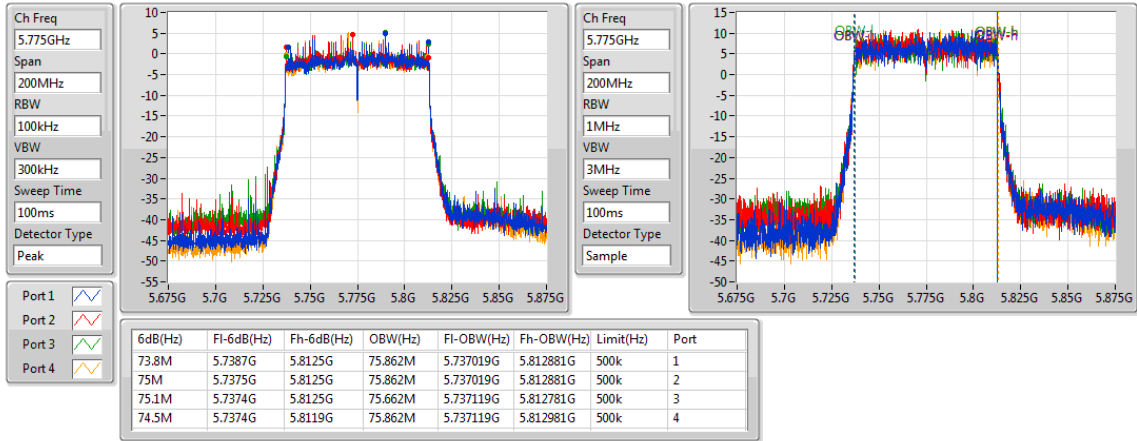 Ch Freq
5.775GHz
Span
200MHz
RBW
100kHz
VBW
300kHz
Sweep Time
100ms
Detector Type
Peak
10
5
0
-5
-10
-15
-20
-25
-30
-35
-40
-45
-50
-55
5.675G 5.7G 5.725G 5.75G 5.775G 5.8G 5.825G 5.85G 5.875G
Ch Freq
5.775GHz
Span
200MHz
RBW
1MHz
VBW
3MHz
Sweep Time
100ms
Detector Type
Sample
15
10
5
0
-5
-10
-15
-20
-25
-30
-35
-40
-45
-50
OBW-l OBW-h
5.675G 5.7G 5.725G 5.75G 5.775G 5.8G 5.825G 5.85G 5.875G
Port 1
Port 2
Port 3
Port 4
6dB(Hz) Fl-6dB(Hz) Fh-6dB(Hz) OBW(Hz) Fl-OBW(Hz) Fh-OBW(Hz) Limit(Hz) Port
73.8M 5.7387G 5.8125G 75.862M 5.737019G 5.812881G 500k 1
75M 5.7375G 5.8125G 75.862M 5.737019G 5.812881G 500k 2
75.1M 5.7374G 5.8125G 75.662M 5.737119G 5.812781G 500k 3
74.5M 5.7374G 5.8119G 75.862M 5.737119G 5.812981G 500k 4